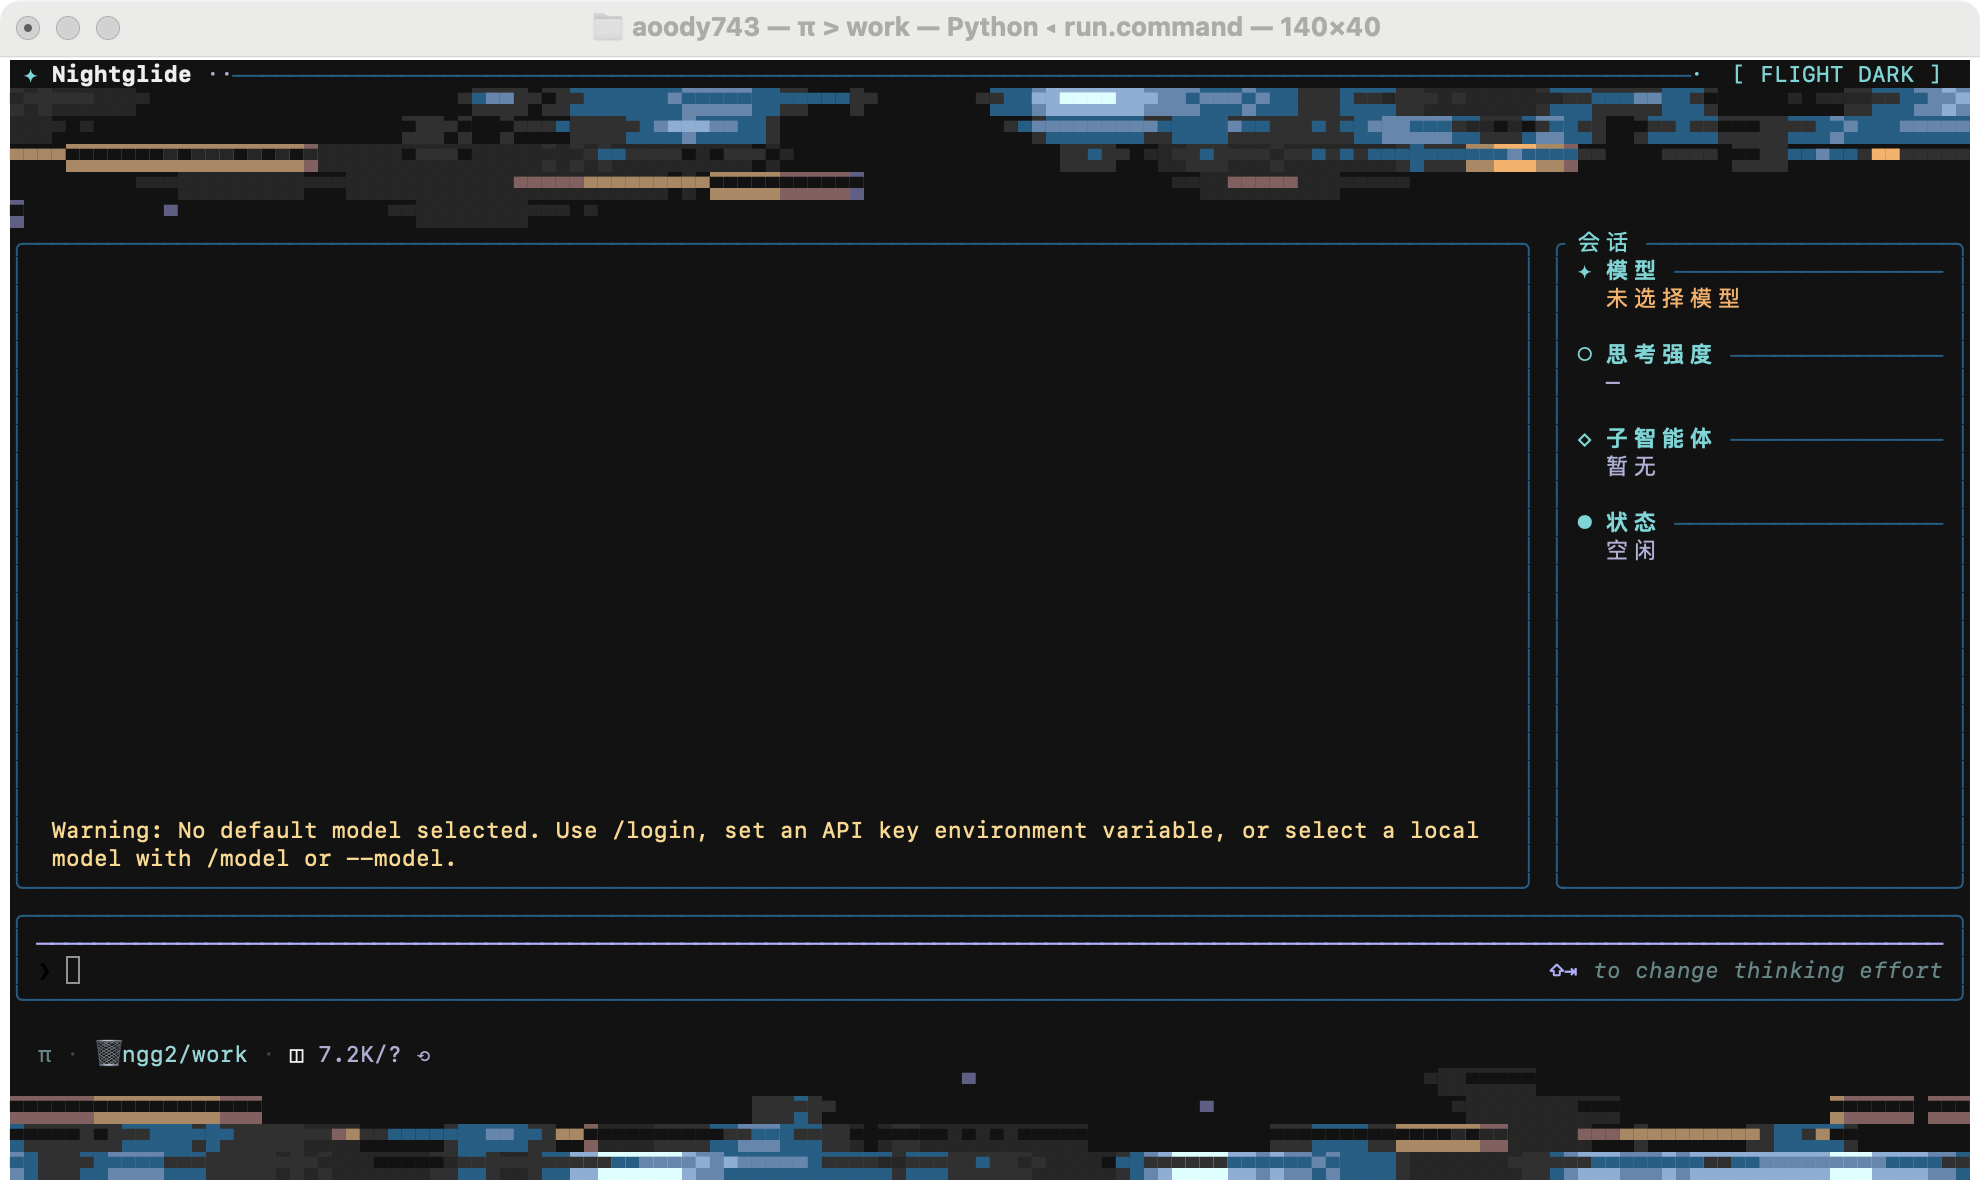 aoody743 — π > work — Python ◂ run.command — 140×40
✦ Nightglide ·· · [ FLIGHT DARK ]
会话
✦ 模型
未选择模型
○ 思考强度
—
◇ 子智能体
暂无
● 状态
空闲
Warning: No default model selected. Use /login, set an API key environment variable, or select a local
model with /model or --model.
❯ ⇧⇥ to change thinking effort
π · 🗑ngg2/work · ◫ 7.2K/? ⟲